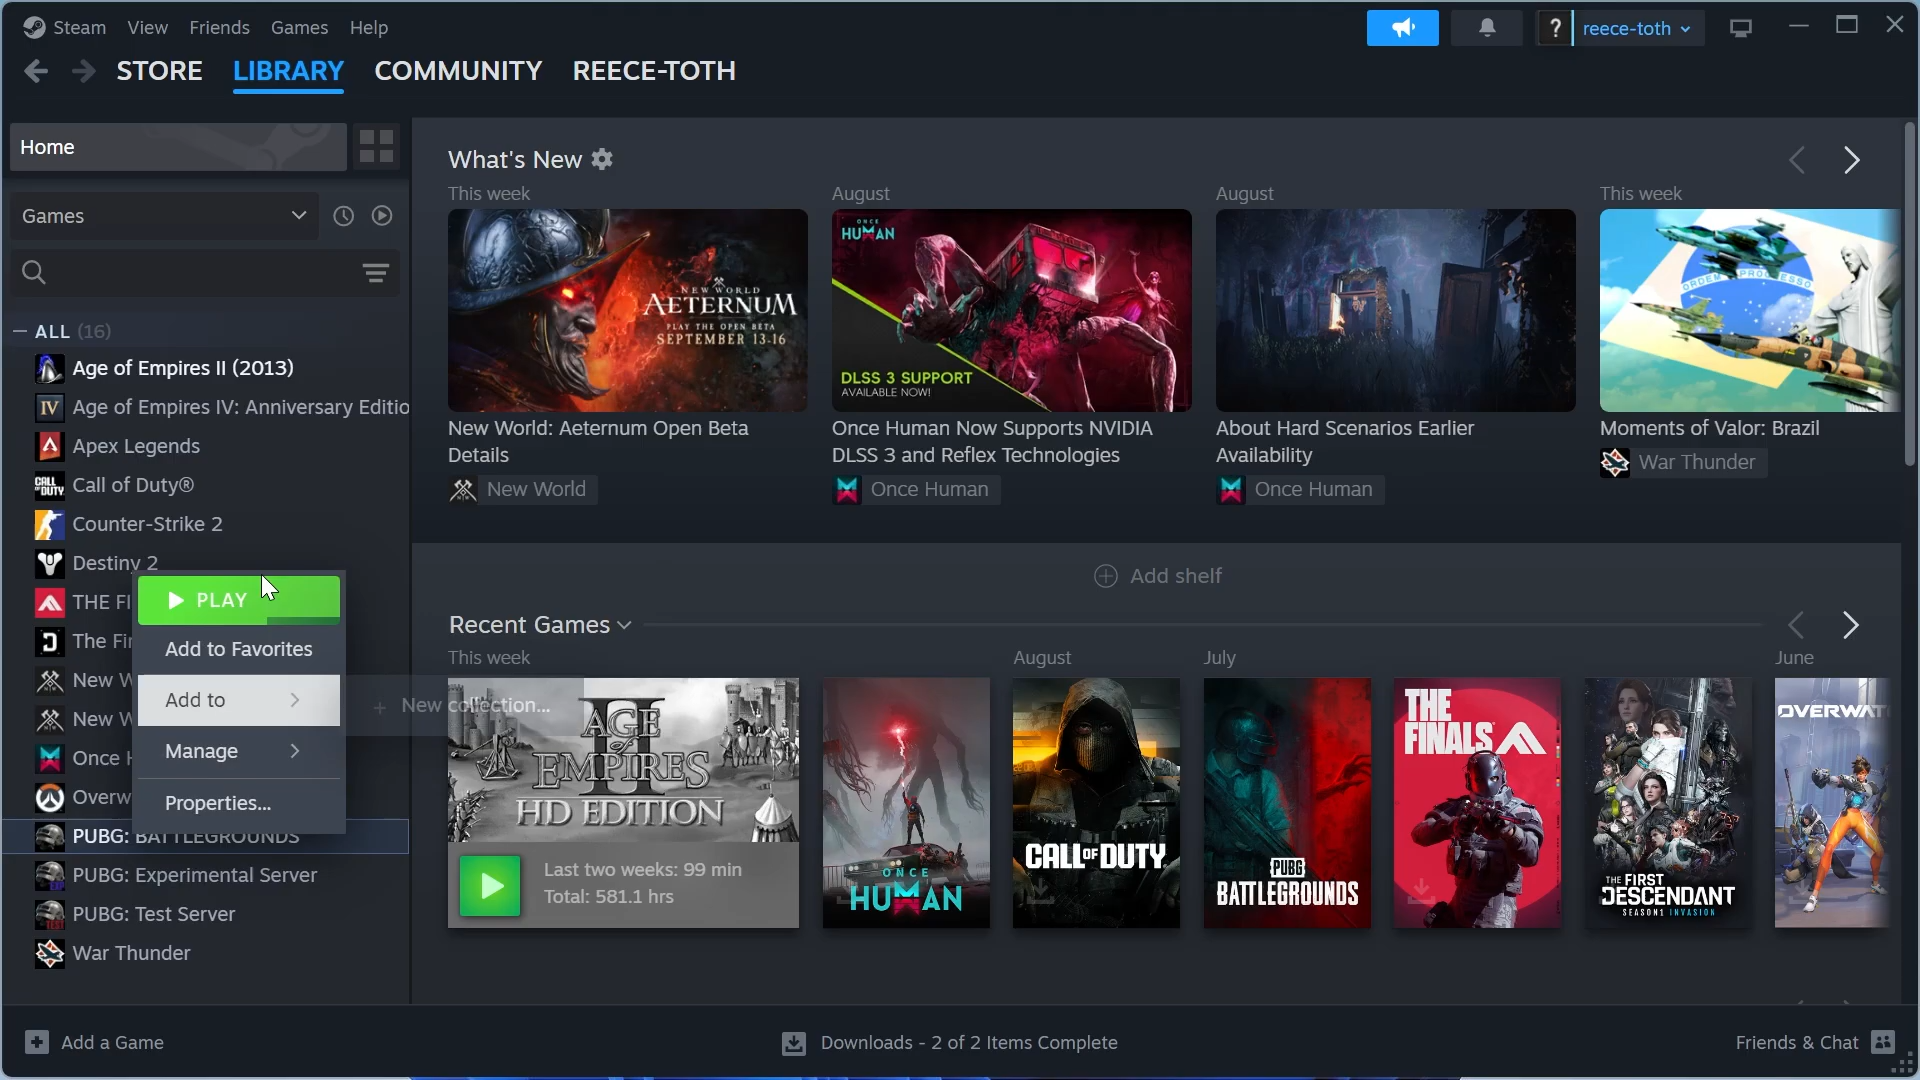 Steam View Friends Games Help
? reece-toth
STORE LIBRARY COMMUNITY REECE-TOTH
Home
Games
ALL (16)
Age of Empires II (2013)
Age of Empires IV: Anniversary Editio
Apex Legends
Call of Duty®
Counter-Strike 2
Destiny 2
THE FI
The Fir
New W
New W
Once H
Overw
PUBG: BATTLEGROUNDS
PUBG: Experimental Server
PUBG: Test Server
War Thunder
PLAY
Add to Favorites
Add to
Manage
Properties...
+ New collection...
What's New
This week
NEW WORLD
AETERNUM
PLAY THE OPEN BETA
SEPTEMBER 13-16
New World: Aeternum Open Beta
Details
New World
August
ONCE
HUMAN
DLSS 3 SUPPORT
AVAILABLE NOW!
Once Human Now Supports NVIDIA
DLSS 3 and Reflex Technologies
Once Human
August
About Hard Scenarios Earlier
Availability
Once Human
This week
ORDEM E PROGRESSO
Moments of Valor: Brazil
War Thunder
Add shelf
Recent Games
This week
AGE
OF
II
EMPIRES
HD EDITION
Last two weeks: 99 min
Total: 581.1 hrs
ONCE
HUMAN
August
CALL OF DUTY
July
PUBG
BATTLEGROUNDS
THE
FINALS
THE FIRST
DESCENDANT
SEASON 1 INVASION
June
OVERWAT
Add a Game
Downloads - 2 of 2 Items Complete
Friends & Chat